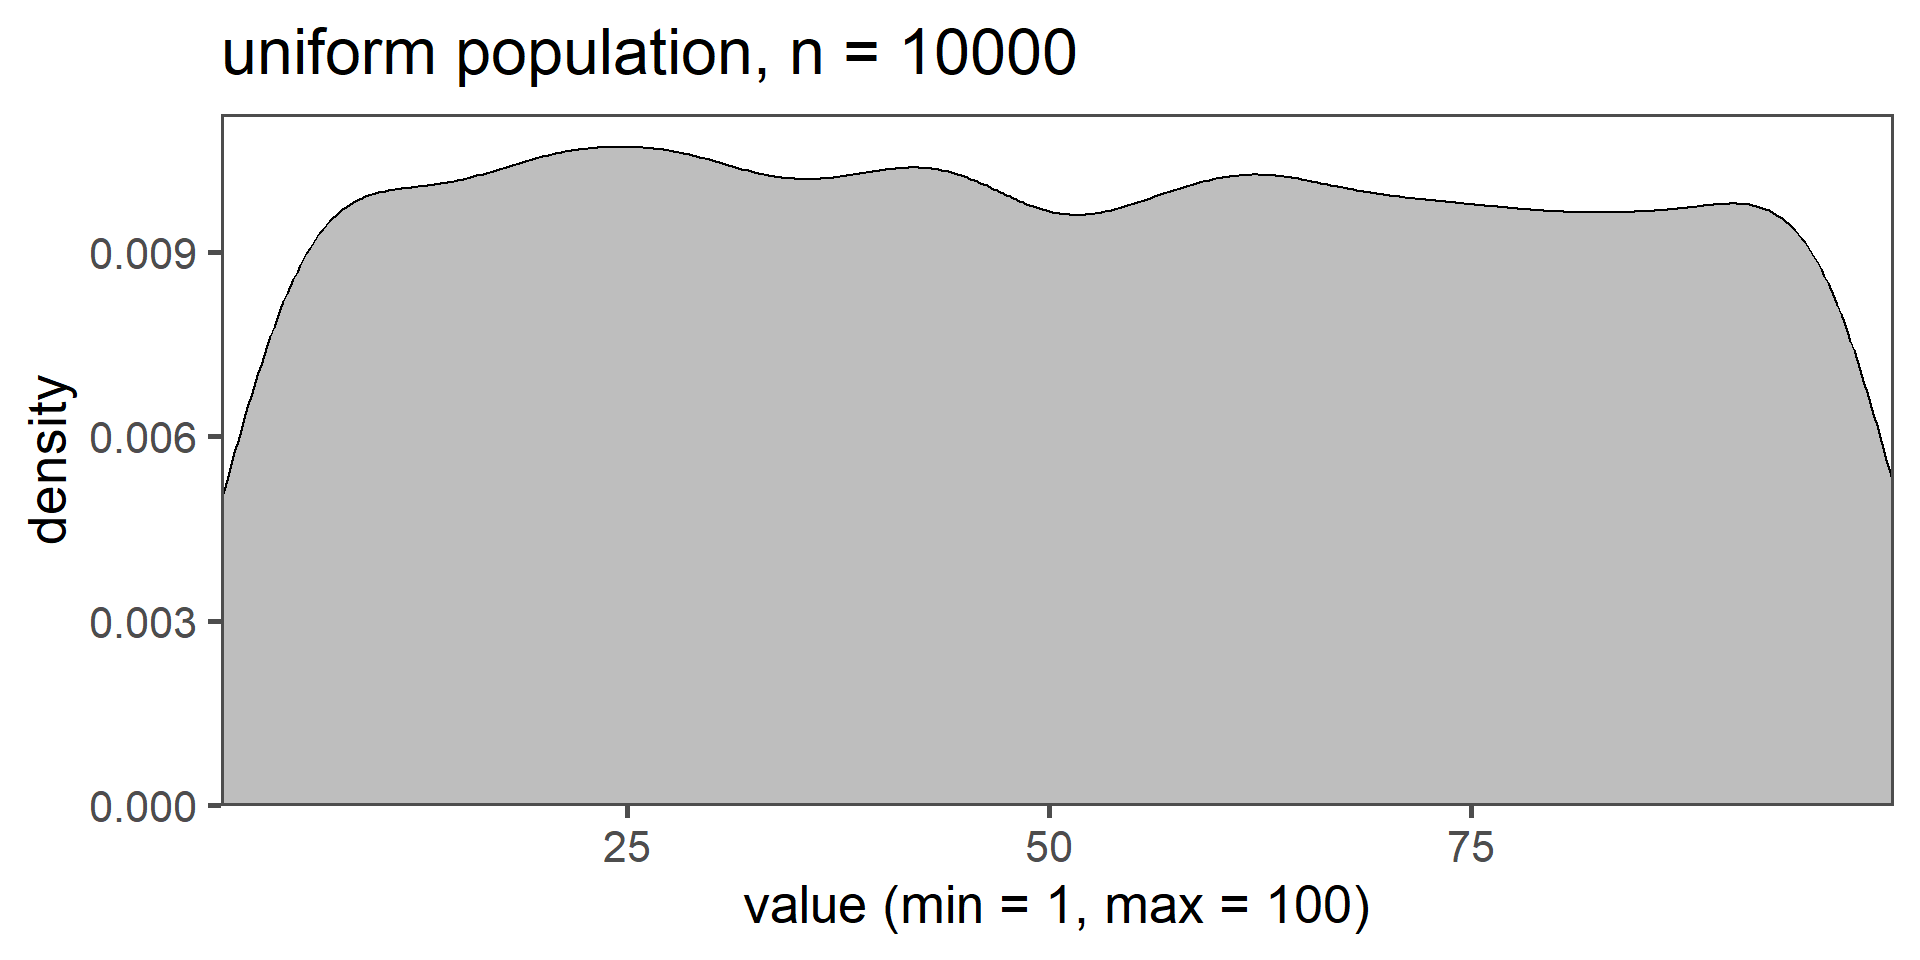 uniform population, n = 10000
density
0.009
0.006
0.003
0.000
25
50
75
value (min = 1, max = 100)